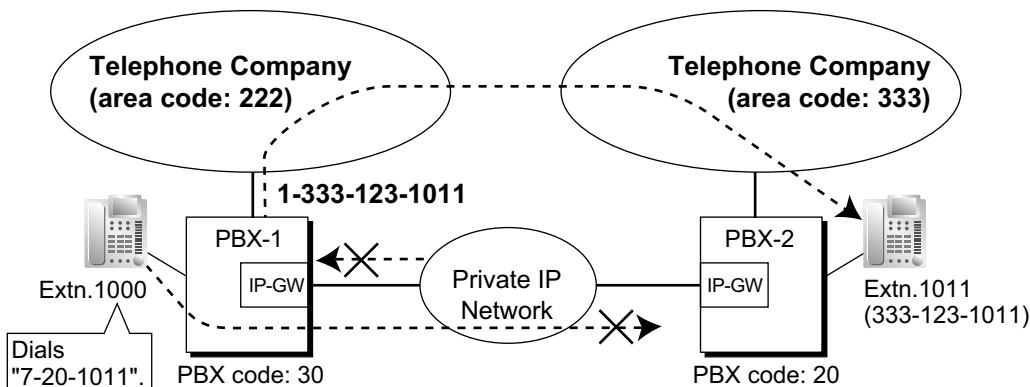 Telephone Company
(area code: 222)
Telephone Company
(area code: 333)
1-333-123-1011
PBX-1
PBX-2
IP-GW
Private IP
Network
IP-GW
Extn.1000
Extn.1011
(333-123-1011)
Dials
"7-20-1011".
PBX code: 30
PBX code: 20